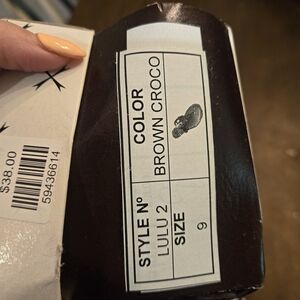 STYLE Nº COLOR
LULU 2 BROWN CROCO
SIZE
9
$38.00
59436614